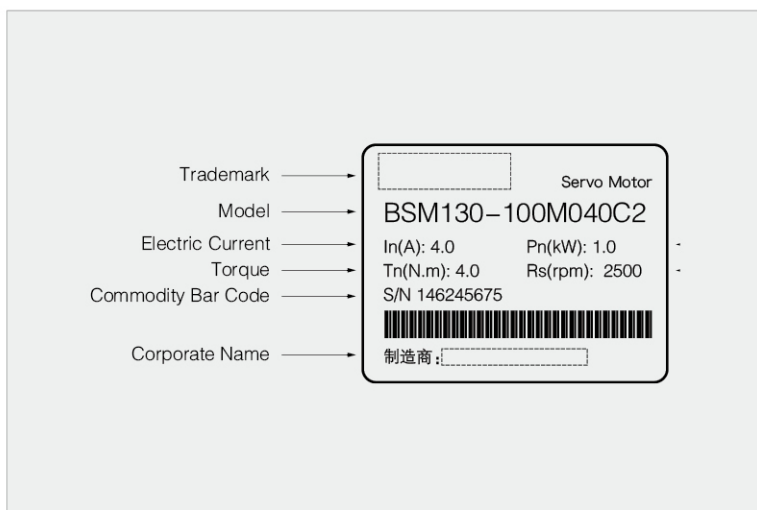 Trademark
Servo Motor
Model
BSM130-100M040C2
Electric Current
In(A): 4.0 Pn(kW): 1.0
Torque
Tn(N.m): 4.0 Rs(rpm): 2500
Commodity Bar Code
S/N 146245675
Corporate Name
制造商: